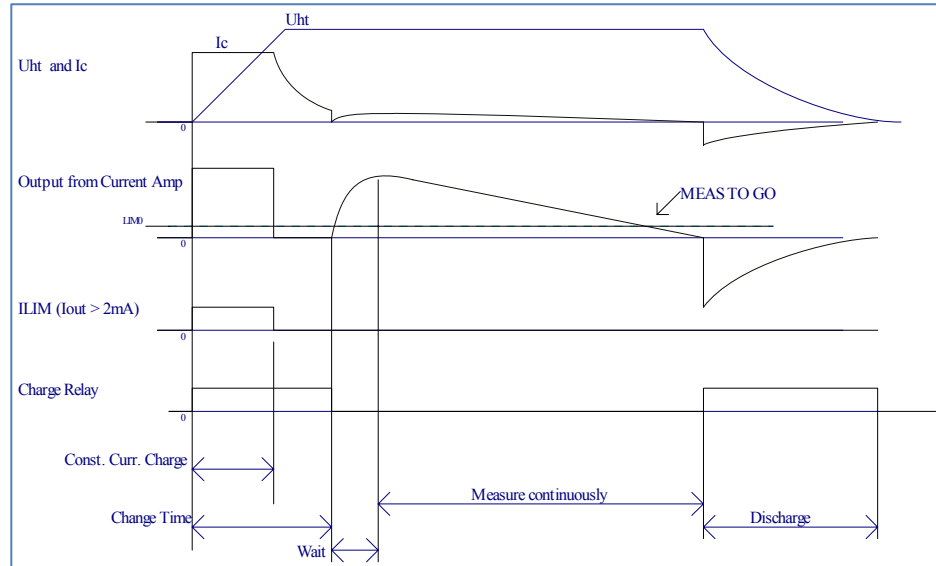 Uht
Ic
Uht and Ic
0
Output from Current Amp
MEAS TO GO
LIM0
0
ILIM (Iout > 2mA)
0
Charge Relay
0
Const. Curr. Charge
Measure continuously
Change Time
Discharge
Wait